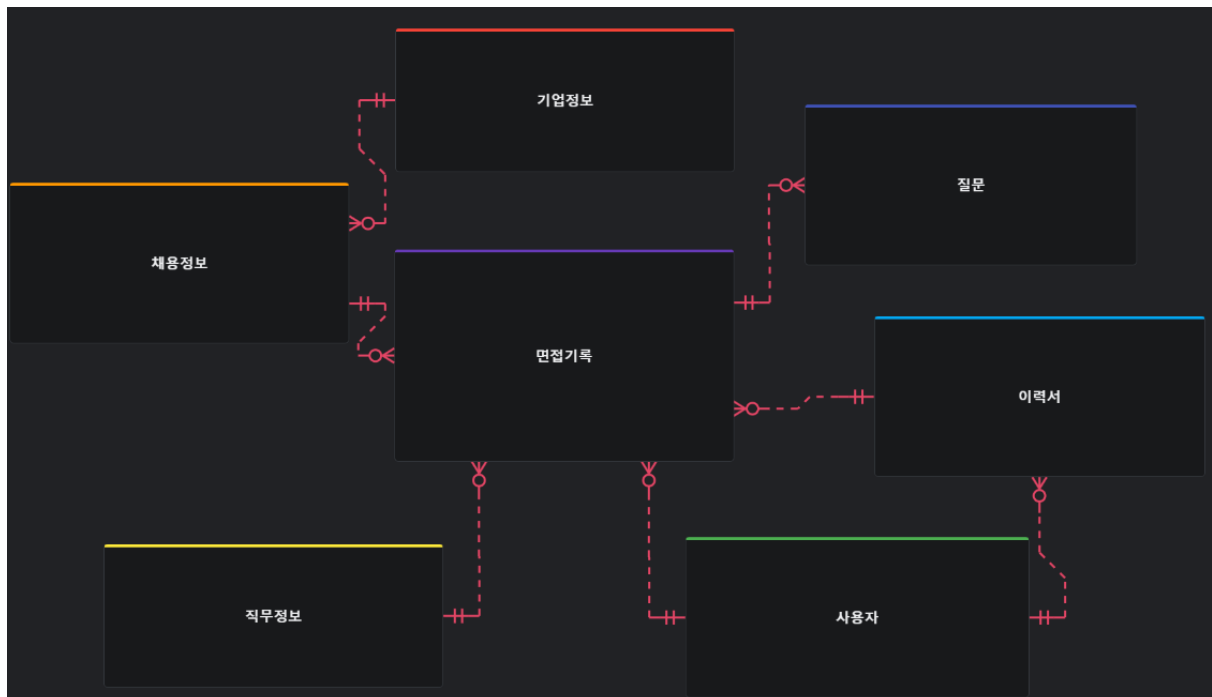 기업정보
질문
채용정보
면접기록
이력서
직무정보
사용자